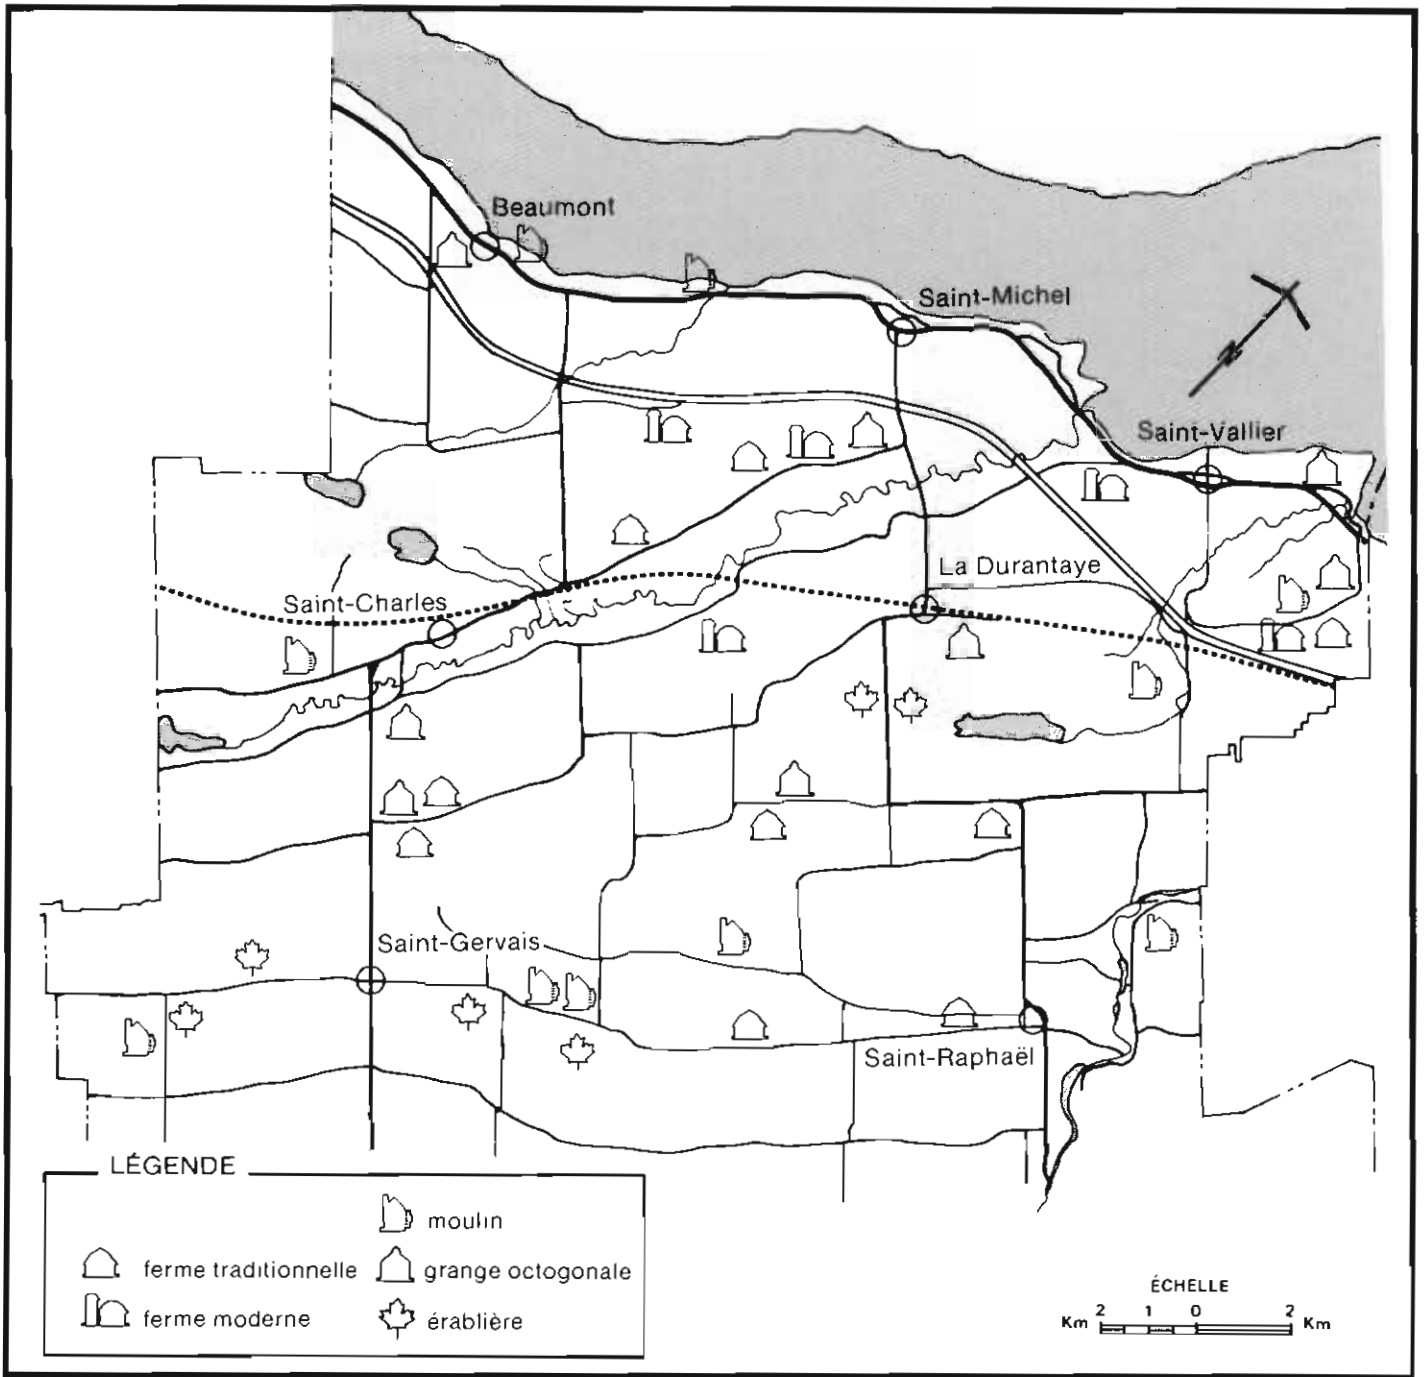 Beaumont
Saint-Michel
N
Saint-Vallier
La Durantaye
Saint-Charles
Saint-Gervais
Saint-Raphaël
LÉGENDE
moulin
ferme traditionnelle
grange octogonale
ferme moderne
érablière
ÉCHELLE
Km 2 1 0 2 Km